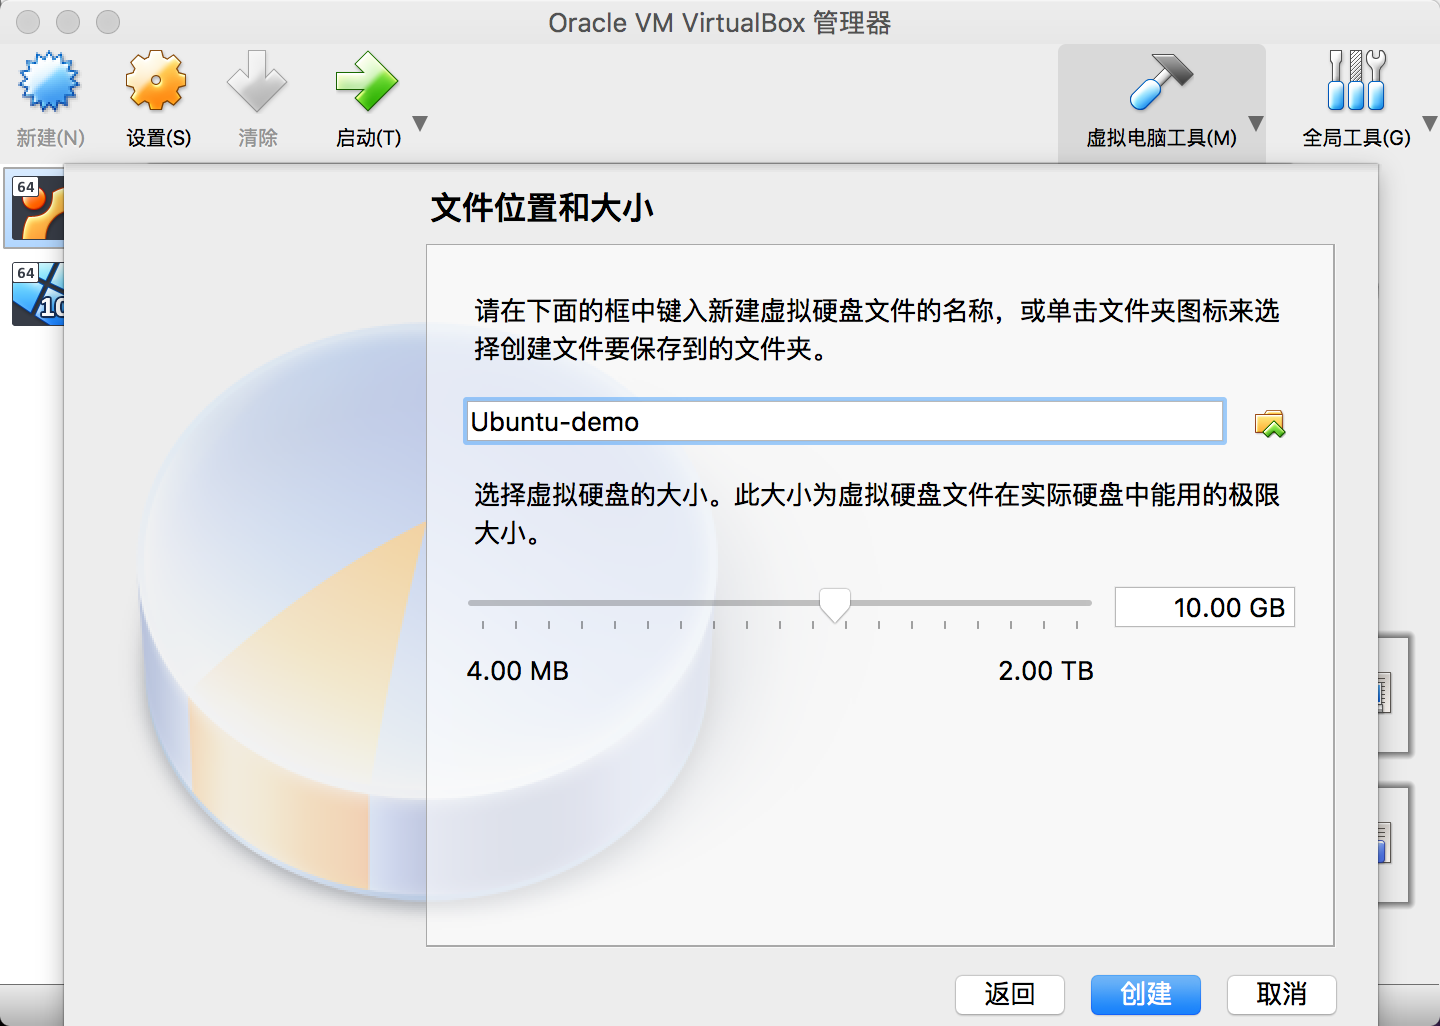 Oracle VM VirtualBox 管理器
新建(N)
设置(S)
清除
启动(T)
虚拟电脑工具(M)
全局工具(G)
64
64
10
文件位置和大小
请在下面的框中键入新建虚拟硬盘文件的名称，或单击文件夹图标来选
择创建文件要保存到的文件夹。
Ubuntu-demo
选择虚拟硬盘的大小。此大小为虚拟硬盘文件在实际硬盘中能用的极限
大小。
10.00 GB
4.00 MB
2.00 TB
返回
创建
取消